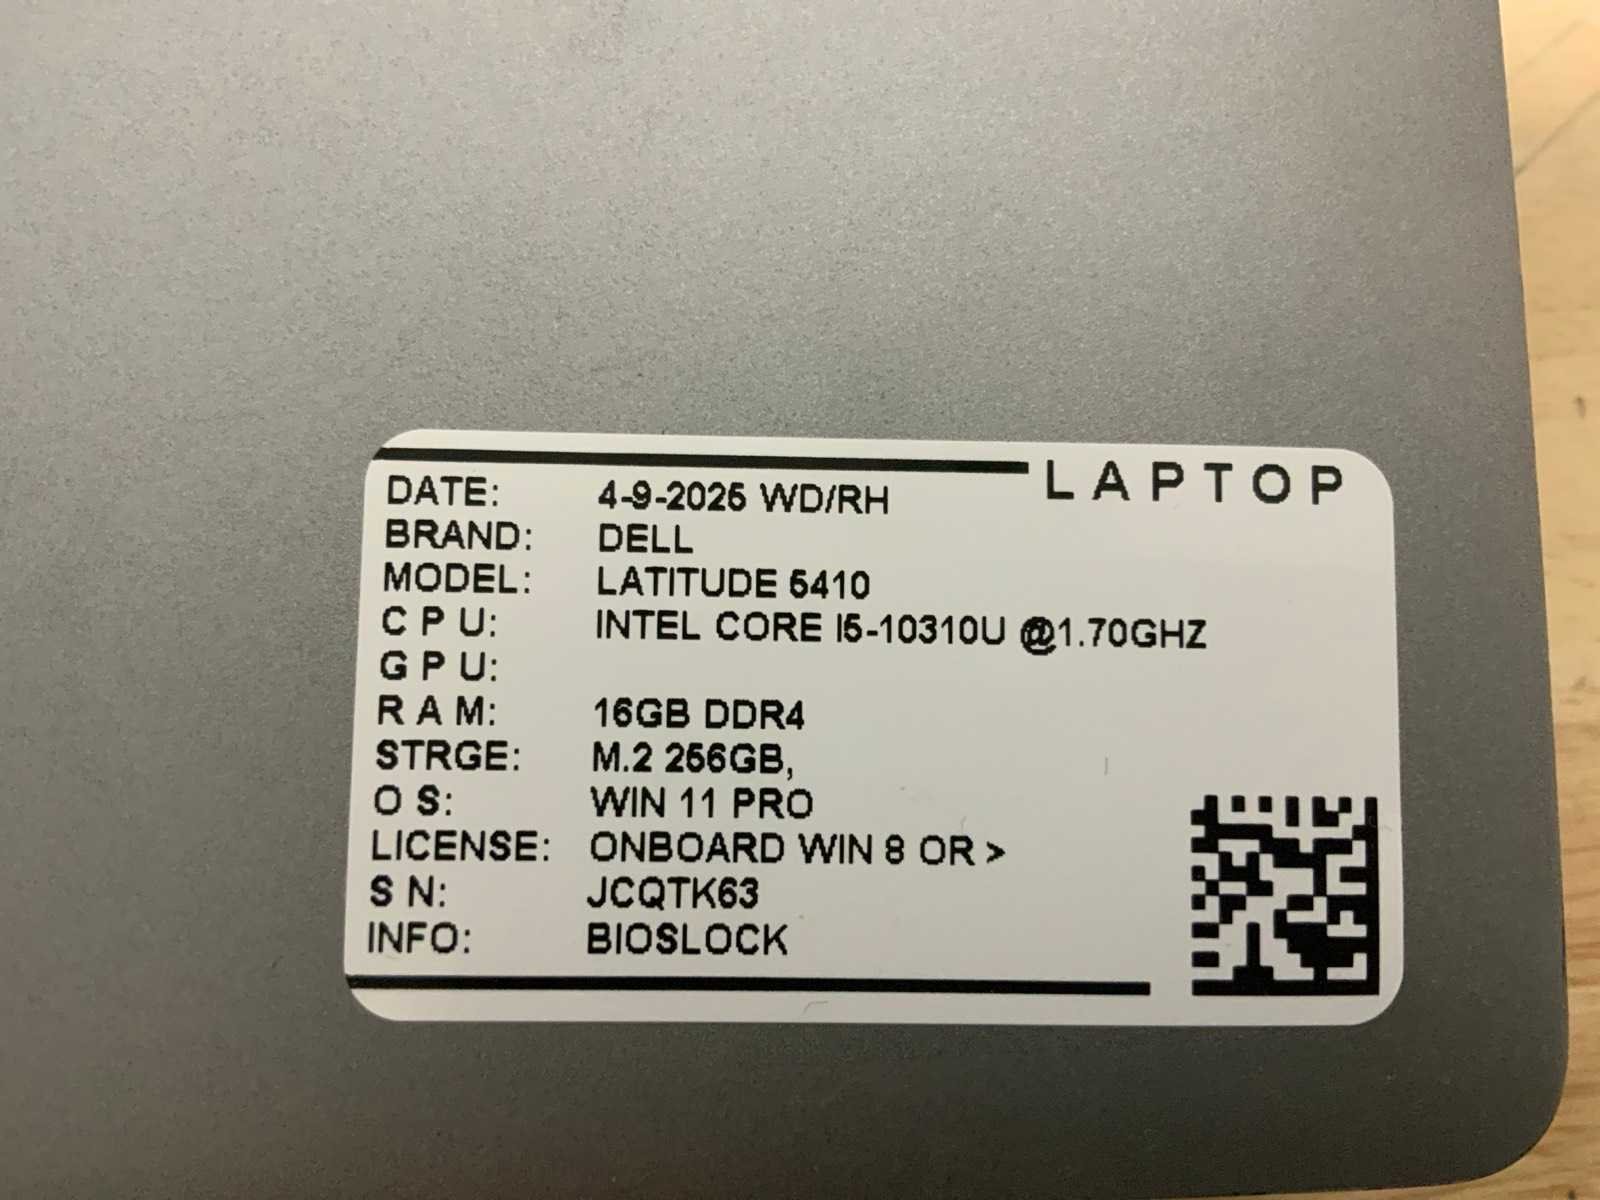 LAPTOP
DATE: 4-9-2025 WD/RH
BRAND: DELL
MODEL: LATITUDE 5410
C P U: INTEL CORE I5-10310U @1.70GHZ
G P U:
R A M: 16GB DDR4
STRGE: M.2 256GB,
O S: WIN 11 PRO
LICENSE: ONBOARD WIN 8 OR >
S N: JCQTK63
INFO: BIOSLOCK